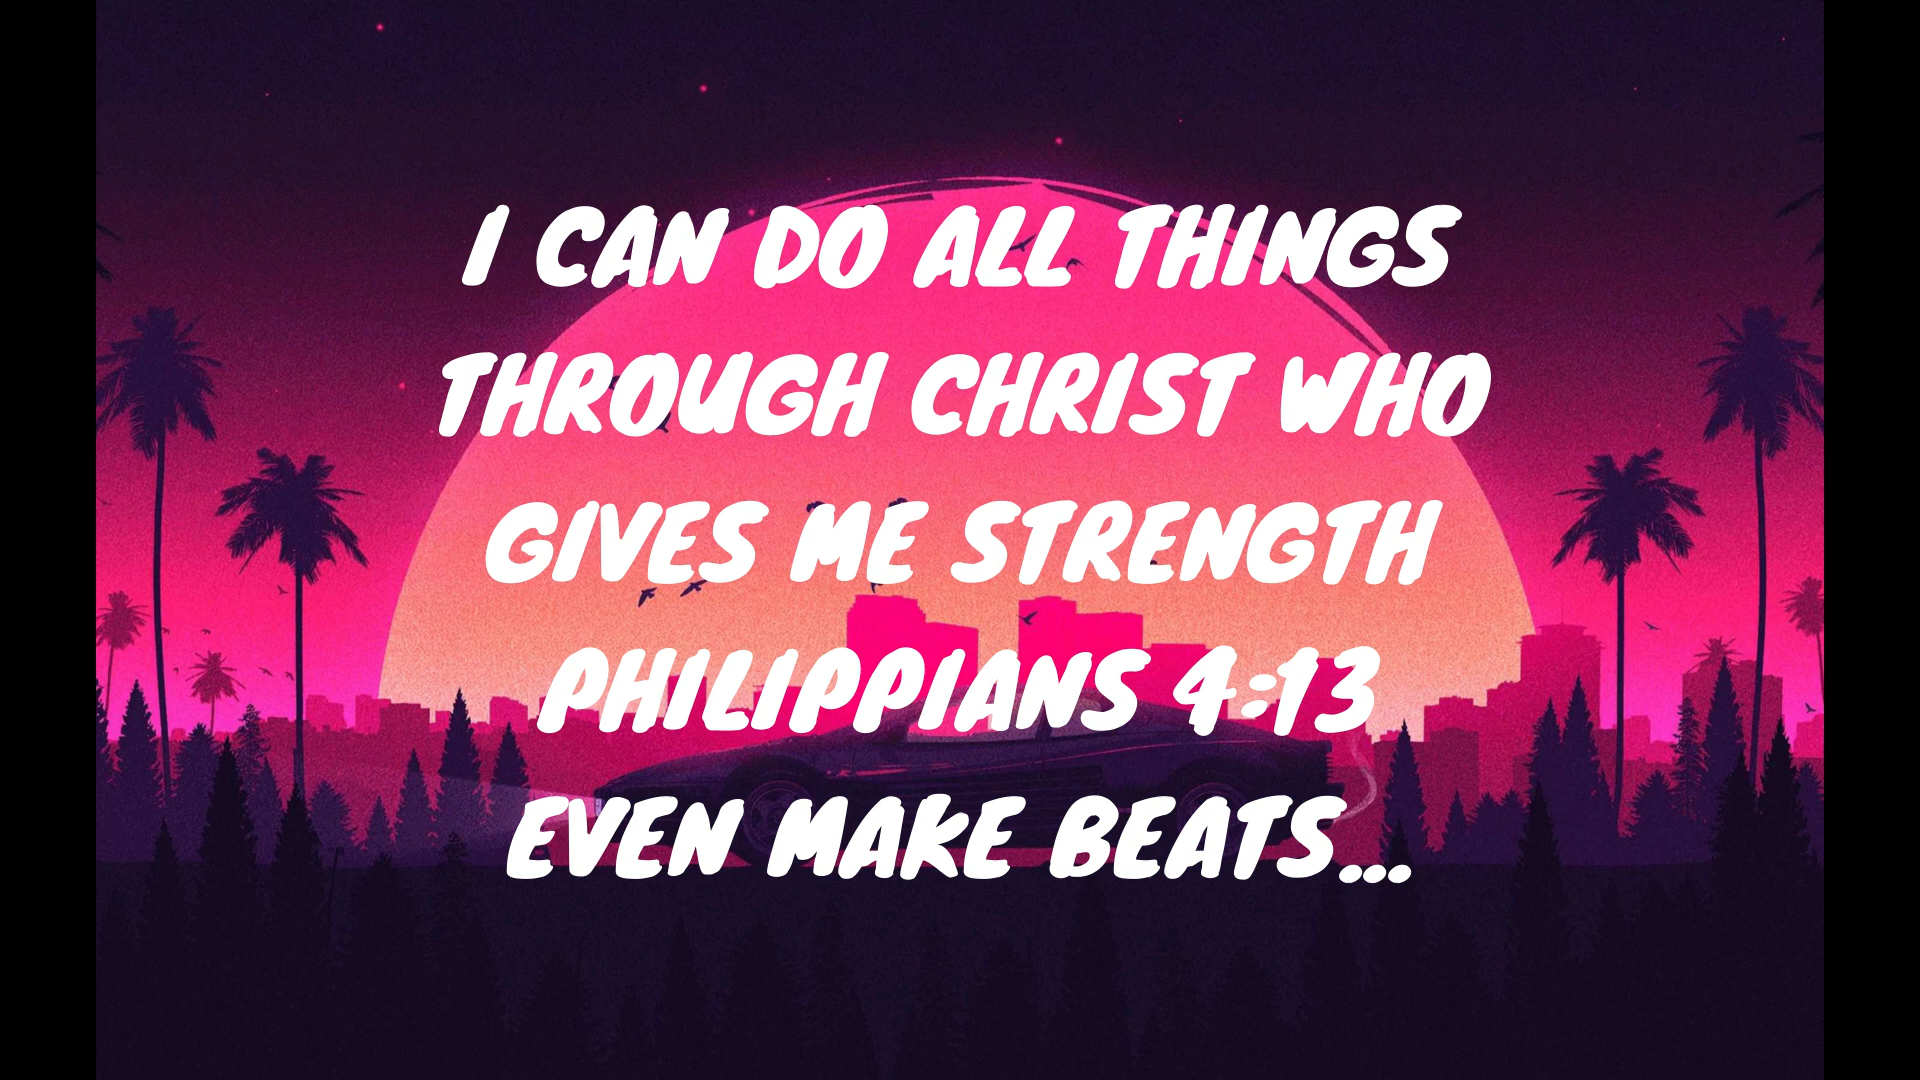 I CAN DO ALL THINGS
THROUGH CHRIST WHO
GIVES ME STRENGTH
PHILIPPIANS 4:13
EVEN MAKE BEATS...